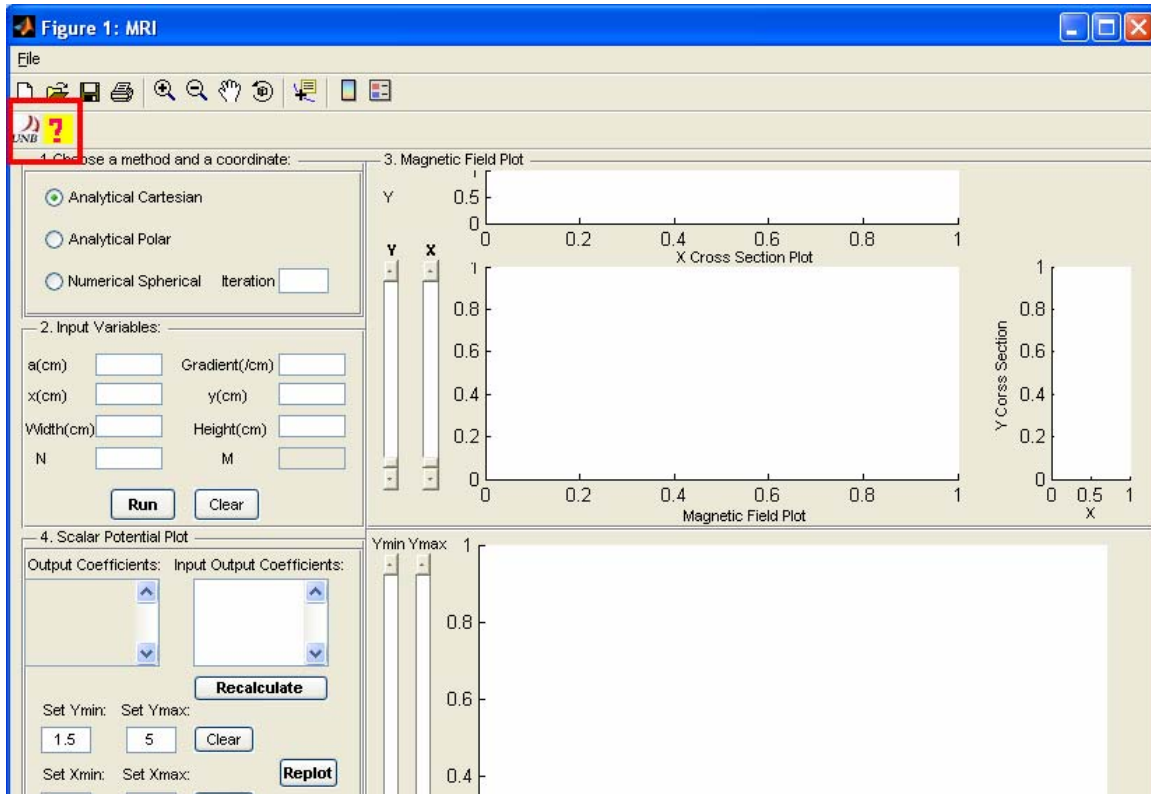 Figure 1: MRI
File
UNB ?
1.Choose a method and a coordinate:
Analytical Cartesian
Analytical Polar
Numerical Spherical Iteration
2. Input Variables:
a(cm) Gradient(/cm)
x(cm) y(cm)
Width(cm) Height(cm)
N M
Run Clear
3. Magnetic Field Plot
Y
1
0.5
0
0 0.2 0.4 0.6 0.8 1
X Cross Section Plot
Y X
1
0.8
0.6
0.4
0.2
0
0 0.2 0.4 0.6 0.8 1
Magnetic Field Plot
Y Corss Section
1
0.8
0.6
0.4
0.2
0
0 0.5 1
X
4. Scalar Potential Plot
Output Coefficients: Input Output Coefficients:
Recalculate
Set Ymin: Set Ymax:
1.5 5 Clear
Set Xmin: Set Xmax: Replot
Ymin Ymax
1
0.8
0.6
0.4